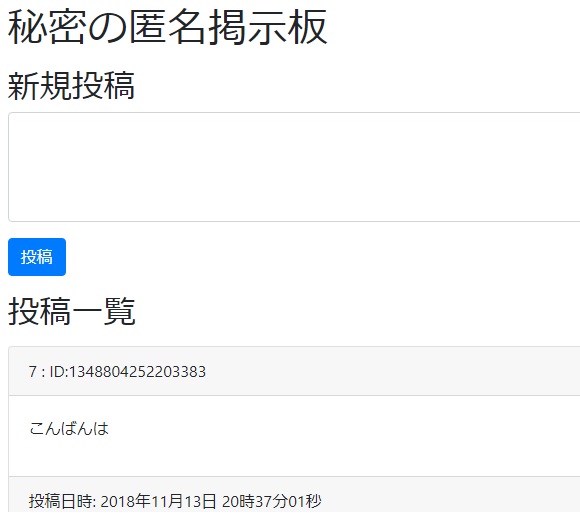 秘密の匿名掲示板
新規投稿
投稿
投稿一覧
7 : ID:1348804252203383
こんばんは
投稿日時: 2018年11月13日 20時37分01秒